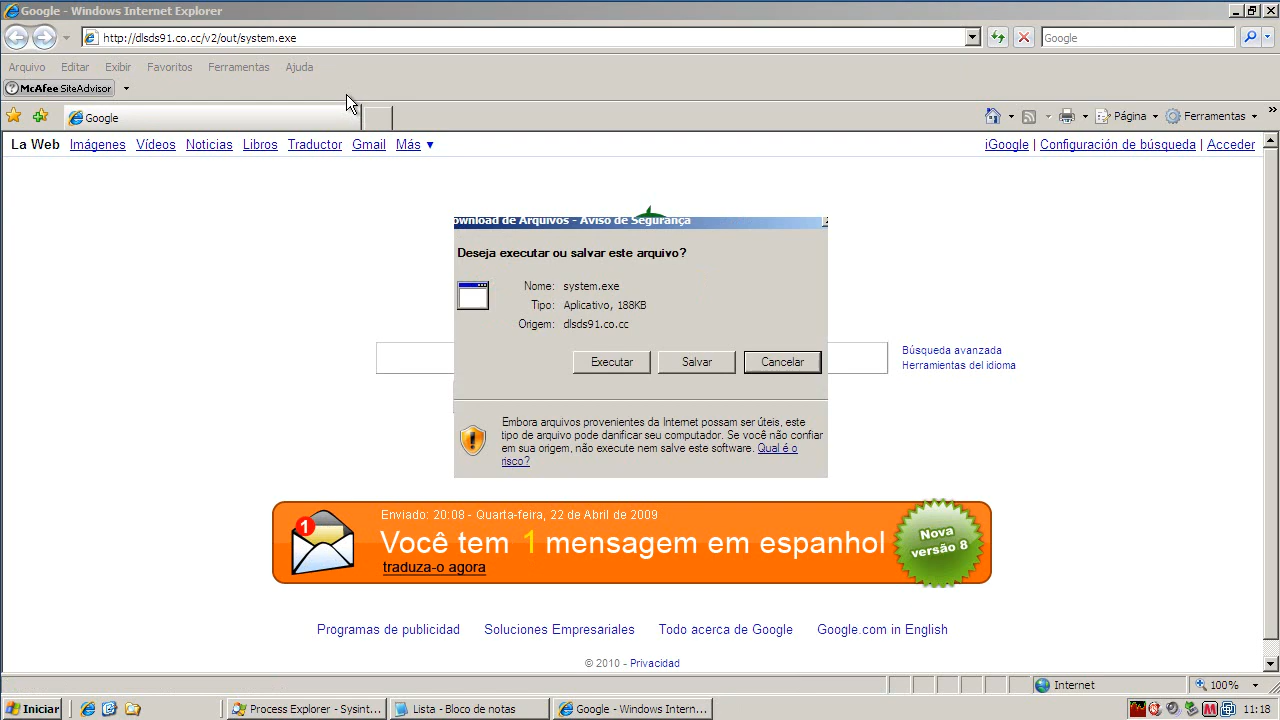 Google - Windows Internet Explorer
http://dlsds91.co.cc/v2/out/system.exe
Google
Arquivo Editar Exibir Favoritos Ferramentas Ajuda
McAfee SiteAdvisor
Google
Página Ferramentas
La Web Imágenes Vídeos Noticias Libros Traductor Gmail Más ▼
iGoogle | Configuración de búsqueda | Acceder
ownload de Arquivos - Aviso de Segurança
Deseja executar ou salvar este arquivo?
Nome: system.exe
Tipo: Aplicativo, 188KB
Origem: dlsds91.co.cc
Executar Salvar Cancelar
Búsqueda avanzada
Herramientas del idioma
Embora arquivos provenientes da Internet possam ser úteis, este
tipo de arquivo pode danificar seu computador. Se você não confiar
em sua origem, não execute nem salve este software. Qual é o
risco?
1
Enviado: 20:08 - Quarta-feira, 22 de Abril de 2009
Você tem 1 mensagem em espanhol
traduza-o agora
Nova
versão 8
Programas de publicidad Soluciones Empresariales Todo acerca de Google Google.com in English
© 2010 - Privacidad
Internet 100%
Iniciar Process Explorer - Sysint... Lista - Bloco de notas Google - Windows Intern... 11:18